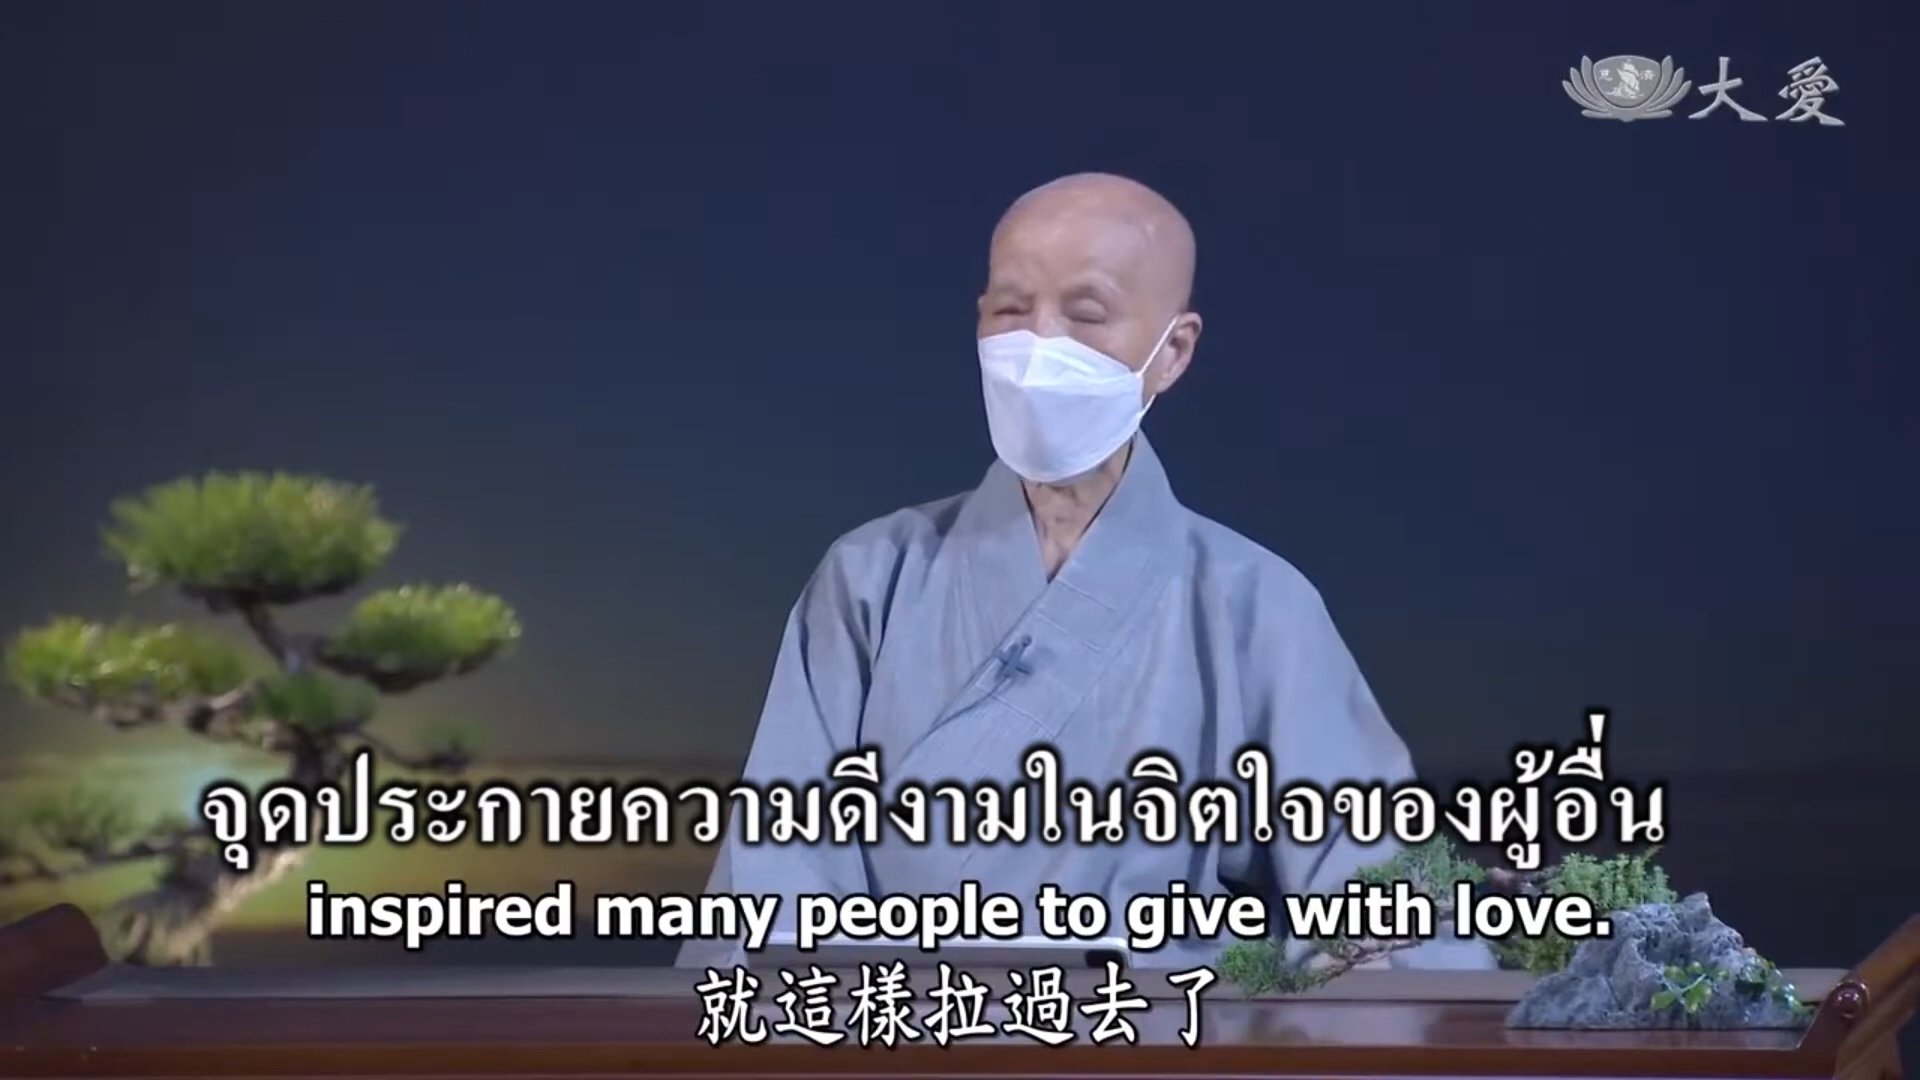 慈濟
大愛
จุดประกายความดีงามในจิตใจของผู้อื่น
inspired many people to give with love.
就這樣拉過去了